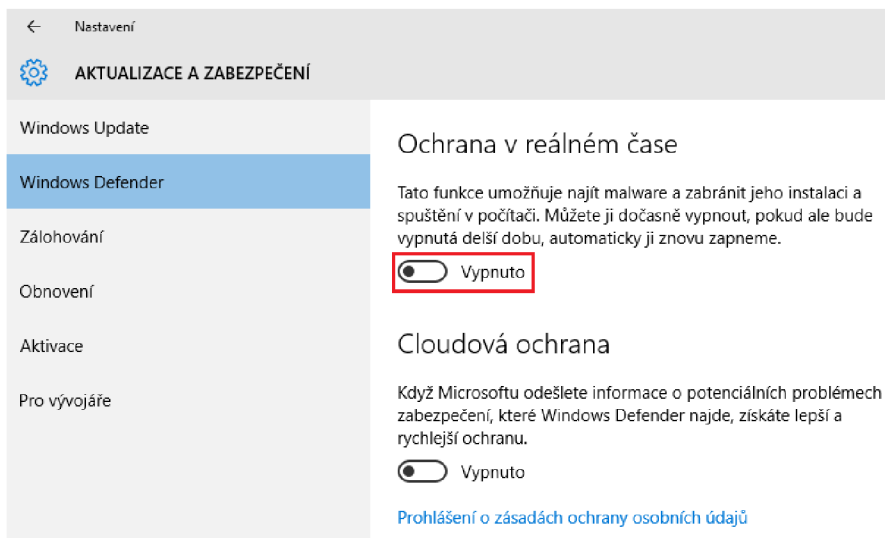 Nastavení
AKTUALIZACE A ZABEZPEČENÍ
Windows Update
Windows Defender
Zálohování
Obnovení
Aktivace
Pro vývojáře
Ochrana v reálném čase
Tato funkce umožňuje najít malware a zabránit jeho instalaci a
spuštění v počítači. Můžete ji dočasně vypnout, pokud ale bude
vypnutá delší dobu, automaticky ji znovu zapneme.
Vypnuto
Cloudová ochrana
Když Microsoftu odešlete informace o potenciálních problémech
zabezpečení, které Windows Defender najde, získáte lepší a
rychlejší ochranu.
Vypnuto
Prohlášení o zásadách ochrany osobních údajů